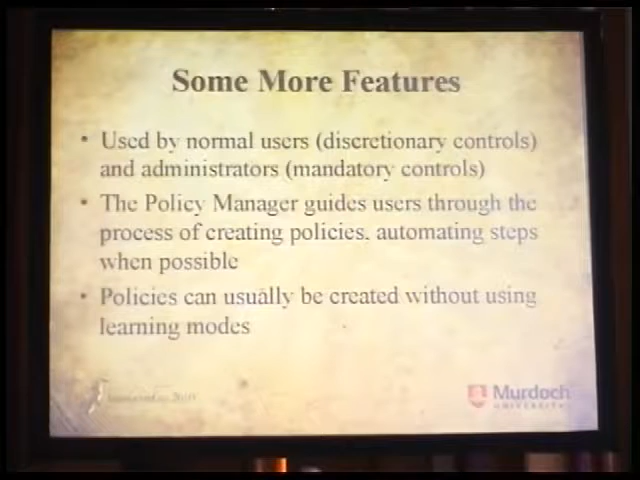 Some More Features
• Used by normal users (discretionary controls)
and administrators (mandatory controls)
• The Policy Manager guides users through the
process of creating policies, automating steps
when possible
• Policies can usually be created without using
learning modes
Murdoch
UNIVERSITY